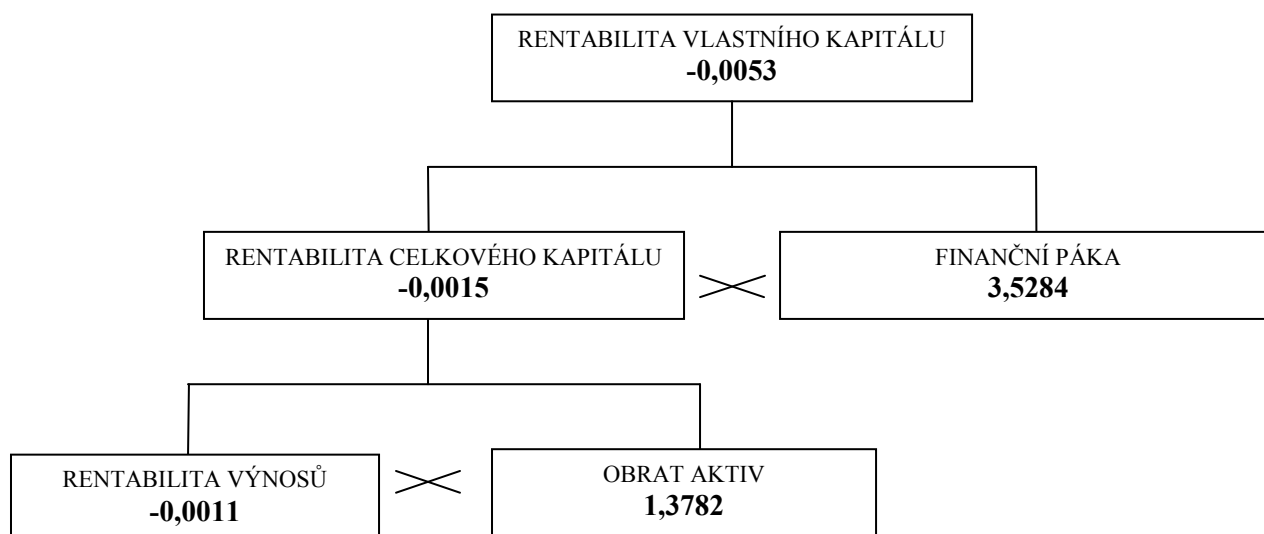 RENTABILITA VLASTNÍHO KAPITÁLU
-0,0053
RENTABILITA CELKOVÉHO KAPITÁLU
-0,0015
FINANČNÍ PÁKA
3,5284
RENTABILITA VÝNOSŮ
-0,0011
OBRAT AKTIV
1,3782